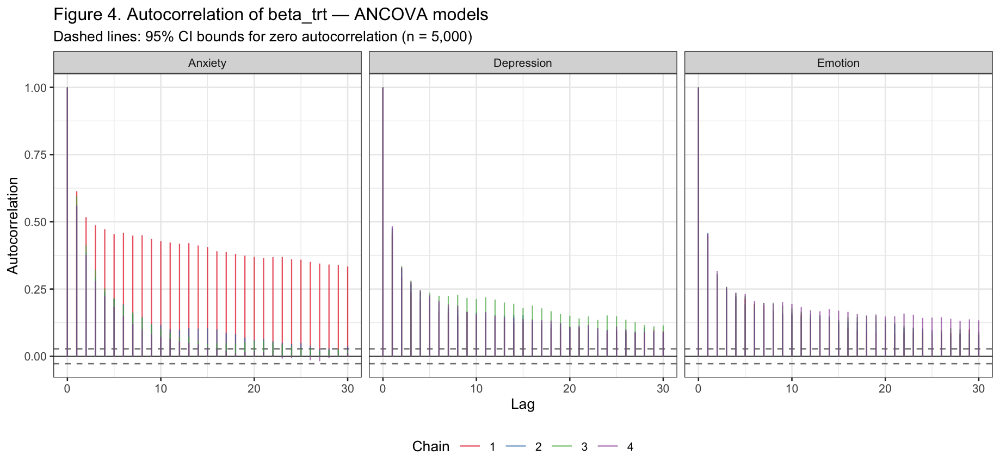 Figure 4. Autocorrelation of beta_trt — ANCOVA models
Dashed lines: 95% CI bounds for zero autocorrelation (n = 5,000)
Anxiety
Depression
Emotion
Autocorrelation
1.00
0.75
0.50
0.25
0.00
0 10 20 30
0 10 20 30
0 10 20 30
Lag
Chain 1 2 3 4